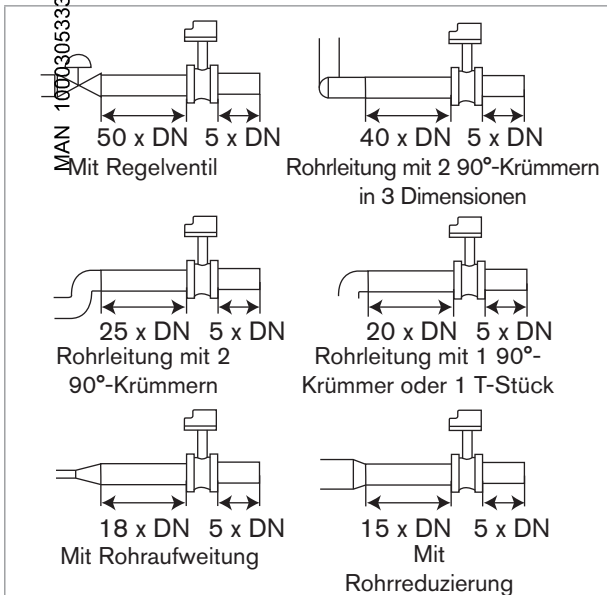 MAN 1000305333
50 x DN 5 x DN
Mit Regelventil
40 x DN 5 x DN
Rohrleitung mit 2 90°-Krümmern
in 3 Dimensionen
25 x DN 5 x DN
Rohrleitung mit 2
90°-Krümmern
20 x DN 5 x DN
Rohrleitung mit 1 90°-
Krümmer oder 1 T-Stück
18 x DN 5 x DN
Mit Rohraufweitung
15 x DN 5 x DN
Mit
Rohrreduzierung